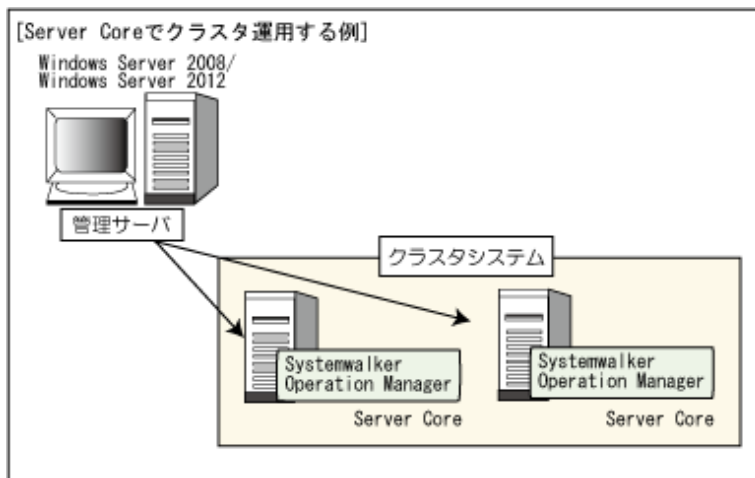 [Server Coreでクラスタ運用する例]
Windows Server 2008/
Windows Server 2012
管理サーバ
クラスタシステム
Systemwalker
Operation Manager
Server Core
Systemwalker
Operation Manager
Server Core